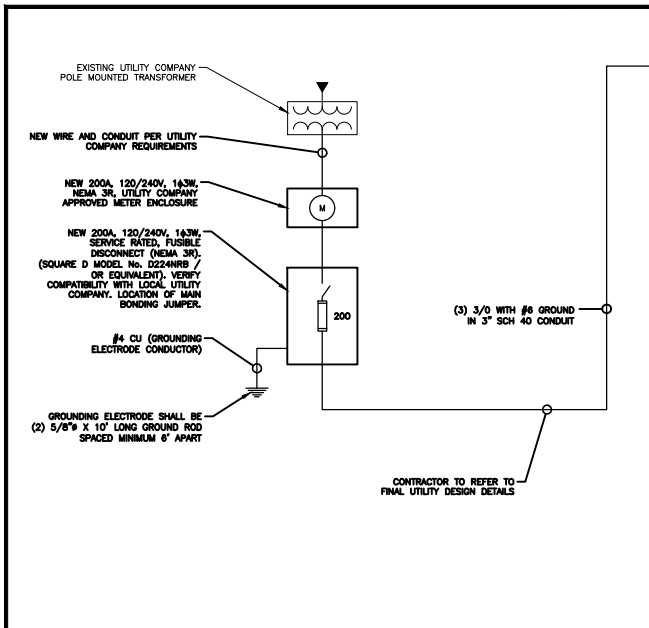 EXISTING UTILITY COMPANY
POLE MOUNTED TRANSFORMER
NEW WIRE AND CONDUIT PER UTILITY
COMPANY REQUIREMENTS
NEW 200A, 120/240V, 1ϕ3W,
NEMA 3R, UTILITY COMPANY
APPROVED METER ENCLOSURE
M
NEW 200A, 120/240V, 1ϕ3W,
SERVICE RATED, FUSIBLE
DISCONNECT (NEMA 3R).
(SQUARE D MODEL No. D224NRB /
OR EQUIVALENT). VERIFY
COMPATIBILITY WITH LOCAL UTILITY
COMPANY. LOCATION OF MAIN
BONDING JUMPER.
200
(3) 3/0 WITH #6 GROUND
IN 3" SCH 40 CONDUIT
#4 CU (GROUNDING
ELECTRODE CONDUCTOR)
GROUNDING ELECTRODE SHALL BE
(2) 5/8"ø X 10' LONG GROUND ROD
SPACED MINIMUM 6' APART
CONTRACTOR TO REFER TO
FINAL UTILITY DESIGN DETAILS